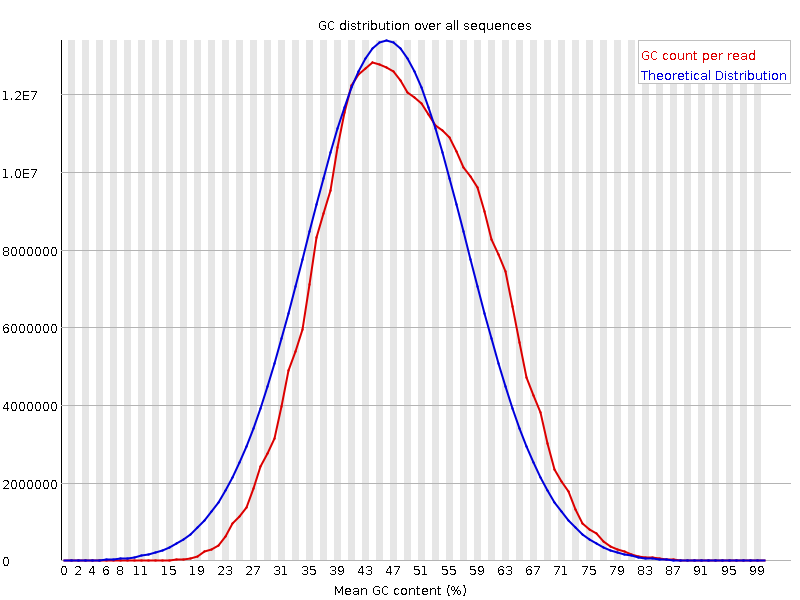 GC distribution over all sequences
GC count per read
Theoretical Distribution
1.2E7
1.0E7
8000000
6000000
4000000
2000000
0
0 2 4 6 8 11 15 19 23 27 31 35 39 43 47 51 55 59 63 67 71 75 79 83 87 91 95 99
Mean GC content (%)